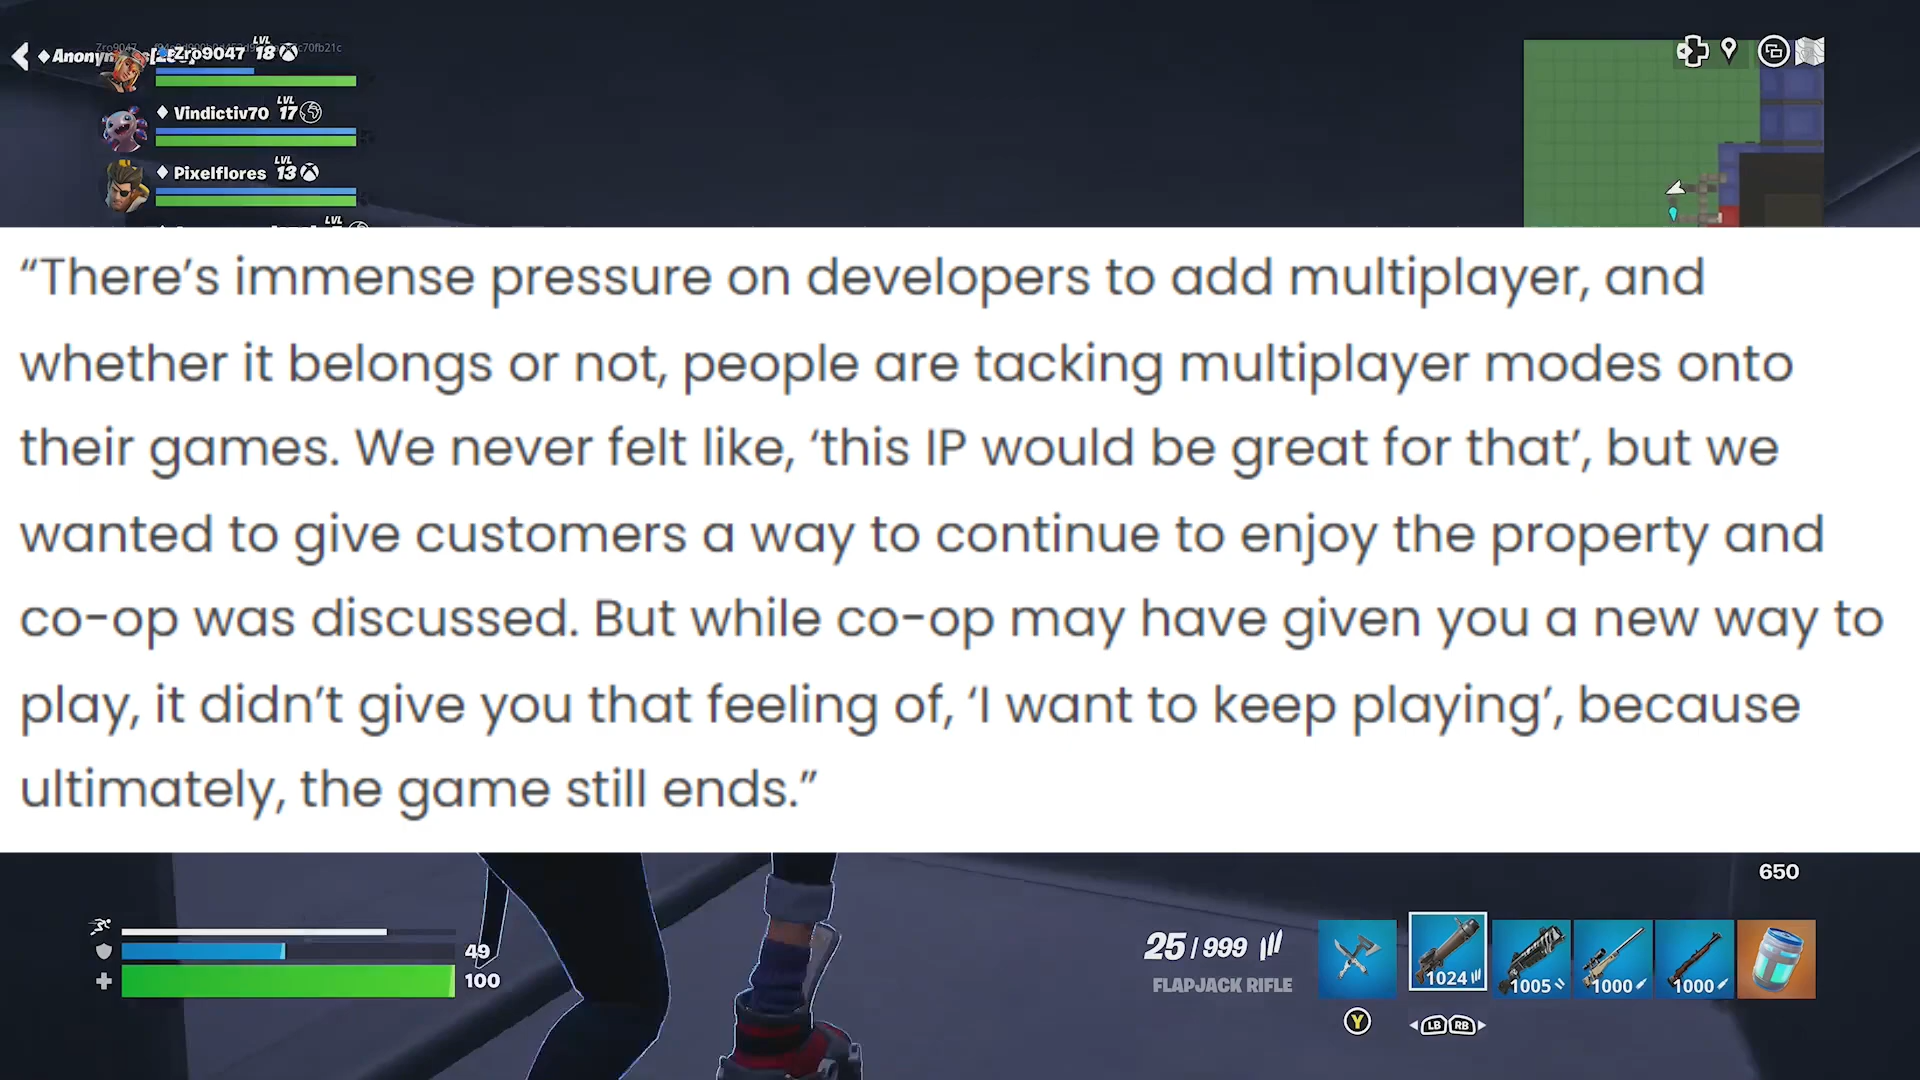 Zro9047 LVL 18
Vindictiv70 LVL 17
Pixelflores LVL 13
LVL
“There’s immense pressure on developers to add multiplayer, and
whether it belongs or not, people are tacking multiplayer modes onto
their games. We never felt like, ‘this IP would be great for that’, but we
wanted to give customers a way to continue to enjoy the property and
co-op was discussed. But while co-op may have given you a new way to
play, it didn’t give you that feeling of, ‘I want to keep playing’, because
ultimately, the game still ends.”
650
49
100
25 / 999
FLAPJACK RIFLE
1024
1005
1000
1000
Y
LB RB